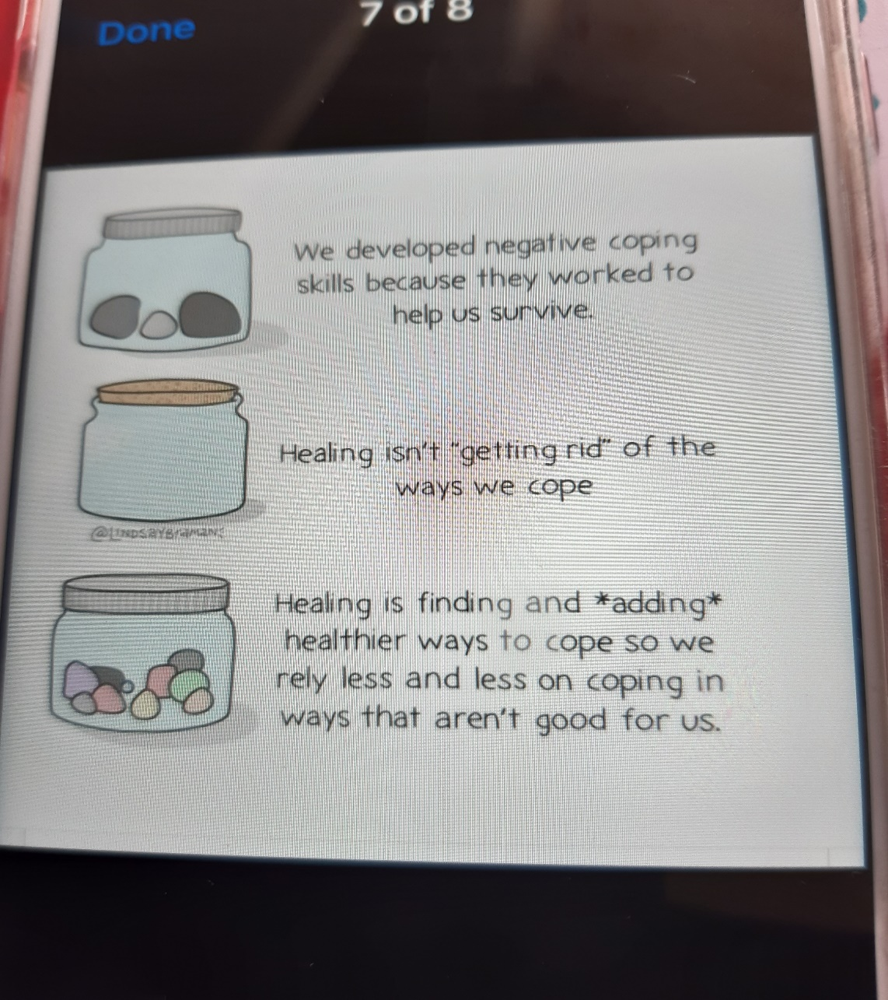 Done
7 of 8
We developed negative coping
skills because they worked to
help us survive.
Healing isn't "getting rid" of the
ways we cope
@LINDSAYBramanS
Healing is finding and *adding*
healthier ways to cope so we
rely less and less on coping in
ways that aren't good for us.